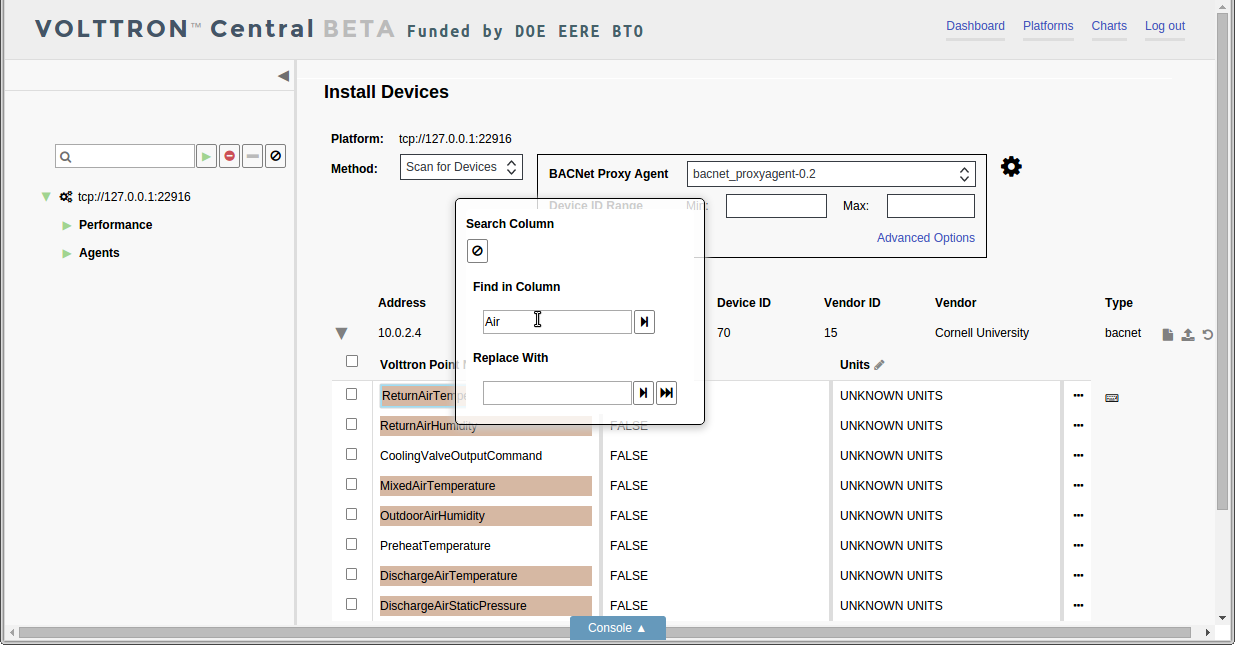 VOLTTRON™ Central BETA Funded by DOE EERE BTO
Dashboard Platforms Charts Log out
Install Devices
Platform: tcp://127.0.0.1:22916
Method: Scan for Devices
BACNet Proxy Agent bacnet_proxyagent-0.2
Device ID Range Min: Max:
Advanced Options
tcp://127.0.0.1:22916
Performance
Agents
Search Column
Find in Column
Air
Replace With
Address Device ID Vendor ID Vendor Type
10.0.2.4 70 15 Cornell University bacnet
Volttron Point Units
ReturnAirTemp UNKNOWN UNITS
ReturnAirHumidity FALSE UNKNOWN UNITS
CoolingValveOutputCommand FALSE UNKNOWN UNITS
MixedAirTemperature FALSE UNKNOWN UNITS
OutdoorAirHumidity FALSE UNKNOWN UNITS
PreheatTemperature FALSE UNKNOWN UNITS
DischargeAirTemperature FALSE UNKNOWN UNITS
DischargeAirStaticPressure FALSE UNKNOWN UNITS
Console ▲